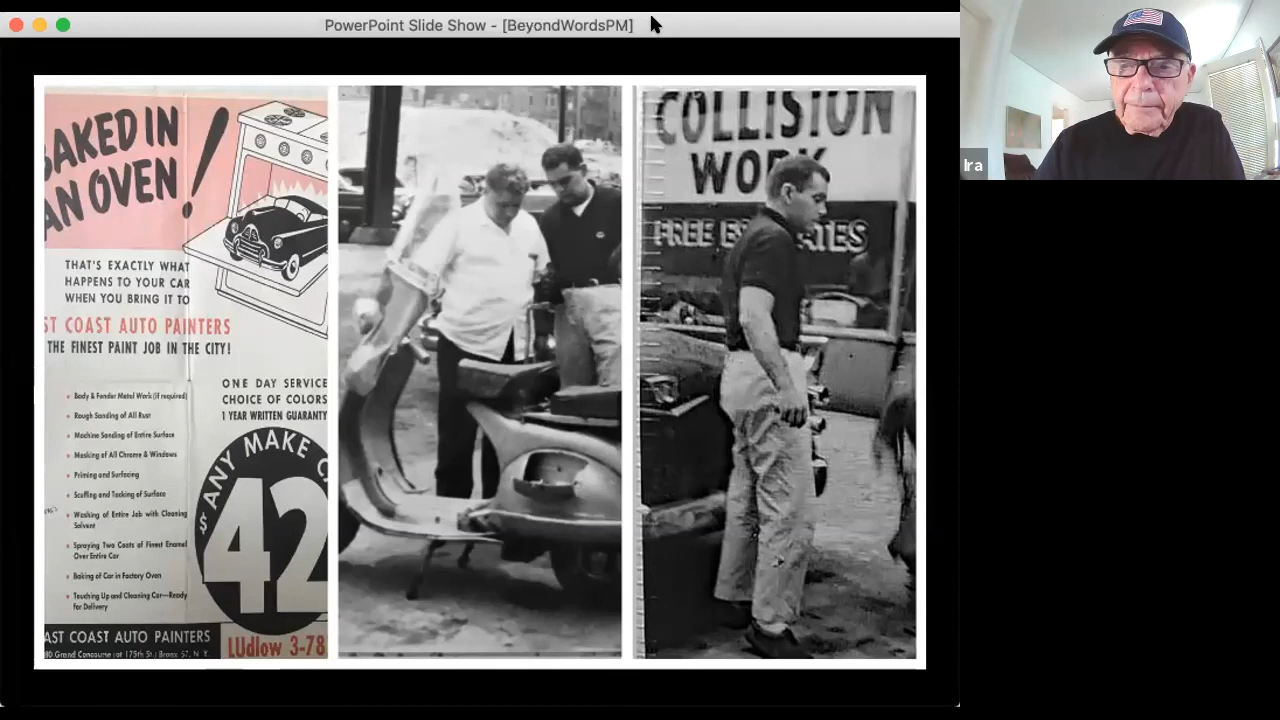 PowerPoint Slide Show - [BeyondWordsPM]
Ira
BAKED IN
AN OVEN!
THAT'S EXACTLY WHAT
HAPPENS TO YOUR CAR
WHEN YOU BRING IT TO
ST COAST AUTO PAINTERS
THE FINEST PAINT JOB IN THE CITY!
ONE DAY SERVICE
CHOICE OF COLORS
1 YEAR WRITTEN GUARANTY
Body & Fender Metal Work (if required)
Rough Sanding of All Rust
Machine Sanding of Entire Surface
Masking of All Chrome & Windows
Priming and Surfacing
Scuffing and Tacking of Surface
Washing of Entire Job with Cleaning
Solvent
Spraying Two Coats of Finest Enamel
Over Entire Car
Baking of Car in Factory Oven
Touching Up and Cleaning Car—Ready
for Delivery
ANY MAKE C
$42
AST COAST AUTO PAINTERS
80 Grand Concourse (at 175th St.) Bronx 57, N. Y.
LUdlow 3-78
COLLISION
WORK
FREE ES ATES